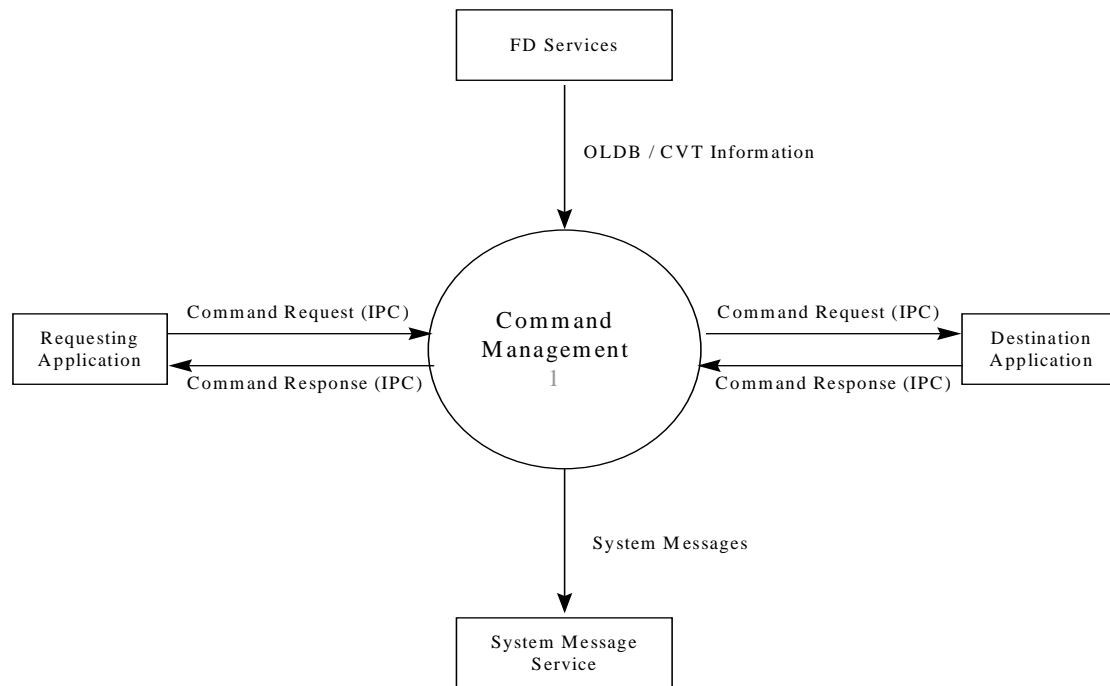 FD Services
OLDB / CVT Information
Command Request (IPC)
Requesting
Application
Command Response (IPC)
Command
Management
1
Command Request (IPC)
Command Response (IPC)
Destination
Application
System Messages
System Message
Service